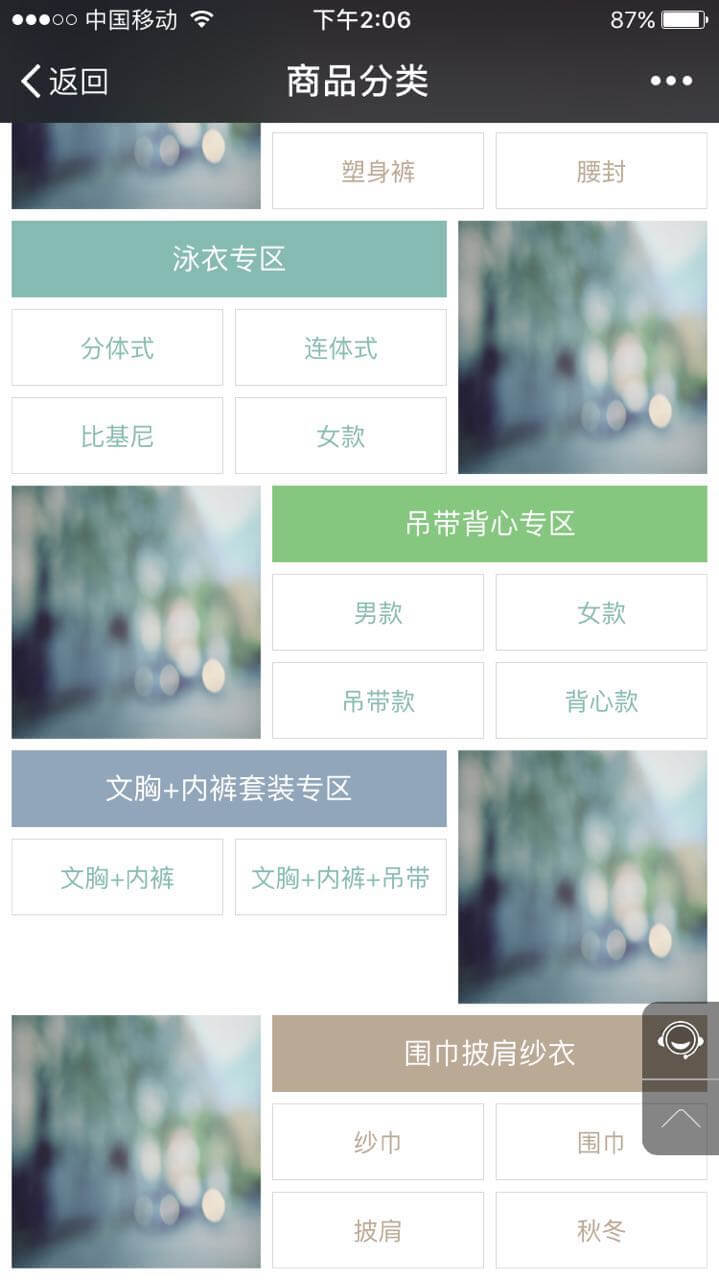 中国移动 下午2:06 87%
返回 商品分类
塑身裤 腰封
泳衣专区
分体式 连体式
比基尼 女款
吊带背心专区
男款 女款
吊带款 背心款
文胸+内裤套装专区
文胸+内裤 文胸+内裤+吊带
围巾披肩纱衣
纱巾 围巾
披肩 秋冬